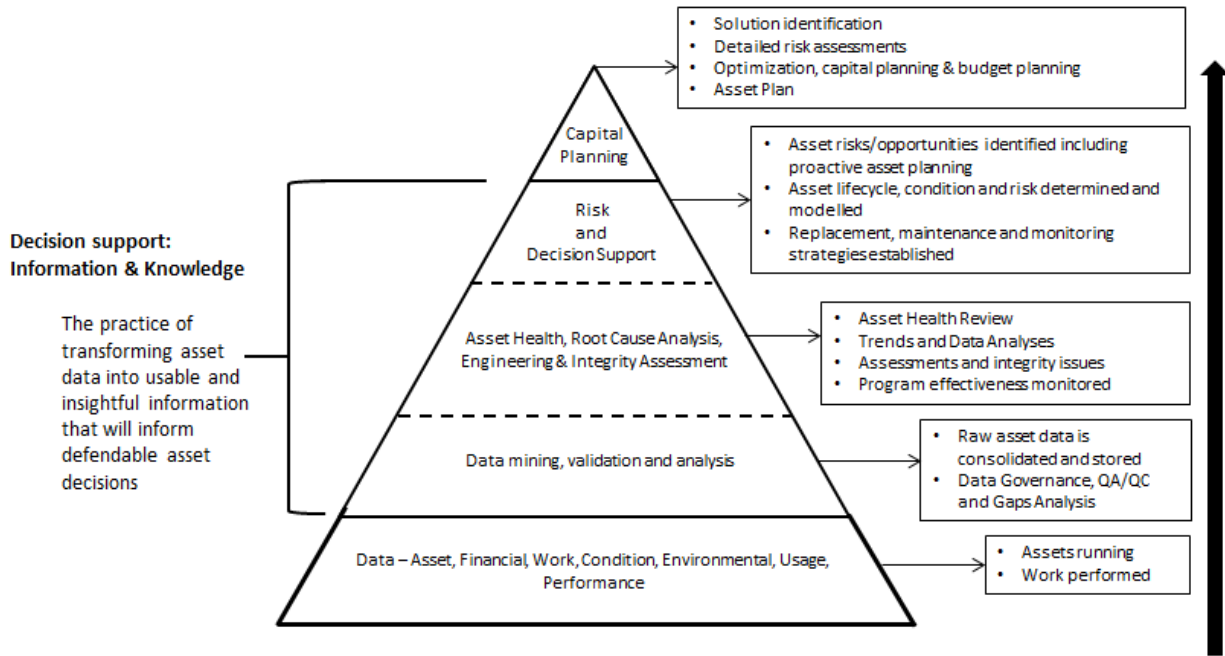 • Solution identification
• Detailed risk assessments
• Optimization, capital planning & budget planning
• Asset Plan
Capital
Planning
• Asset risks/opportunities identified including
proactive asset planning
• Asset lifecycle, condition and risk determined and
modelled
• Replacement, maintenance and monitoring
strategies established
Risk
and
Decision Support
Decision support:
Information & Knowledge
The practice of
transforming asset
data into usable and
insightful information
that will inform
defendable asset
decisions
Asset Health, Root Cause Analysis,
Engineering & Integrity Assessment
• Asset Health Review
• Trends and Data Analyses
• Assessments and integrity issues
• Program effectiveness monitored
Data mining, validation and analysis
• Raw asset data is
consolidated and stored
• Data Governance, QA/QC
and Gaps Analysis
Data – Asset, Financial, Work, Condition, Environmental, Usage,
Performance
• Assets running
• Work performed